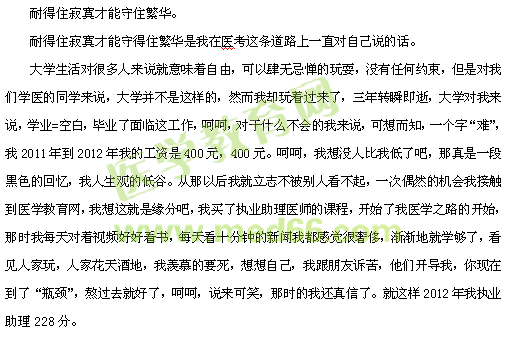 耐得住寂寞才能守住繁华。
耐得住寂寞才能守得住繁华是我在医考这条道路上一直对自己说的话。
大学生活对很多人来说就意味着自由，可以肆无忌惮的玩耍，没有任何约束，但是对我
们学医的同学来说，大学并不是这样的，然而我却玩着过来了，三年转瞬即逝，大学对我来
说，学业=空白，毕业了面临这工作，呵呵，对于什么不会的我来说，可想而知，一个字“难”，
我 2011 年到 2012 年我的工资是 400 元，400 元。呵呵，我想没人比我低了吧，那真是一段
黑色的回忆，我人生观的低谷。从那以后我就立志不被别人看不起，一次偶然的机会我接触
到医学教育网，我想这就是缘分吧，我买了执业助理医师的课程，开始了我医学之路的开始，
那时我每天对着视频好好看书，每天看十分钟的新闻我都感觉很奢侈，渐渐地就学够了，看
见人家玩，人家花天酒地，我羡慕的要死，想想自己，我跟朋友诉苦，他们开导我，你现在
到了“瓶颈”，熬过去就好了，呵呵，说来可笑，那时的我还真信了。就这样 2012 年我执业
助理 228 分。
医学教育网
www.med66.com